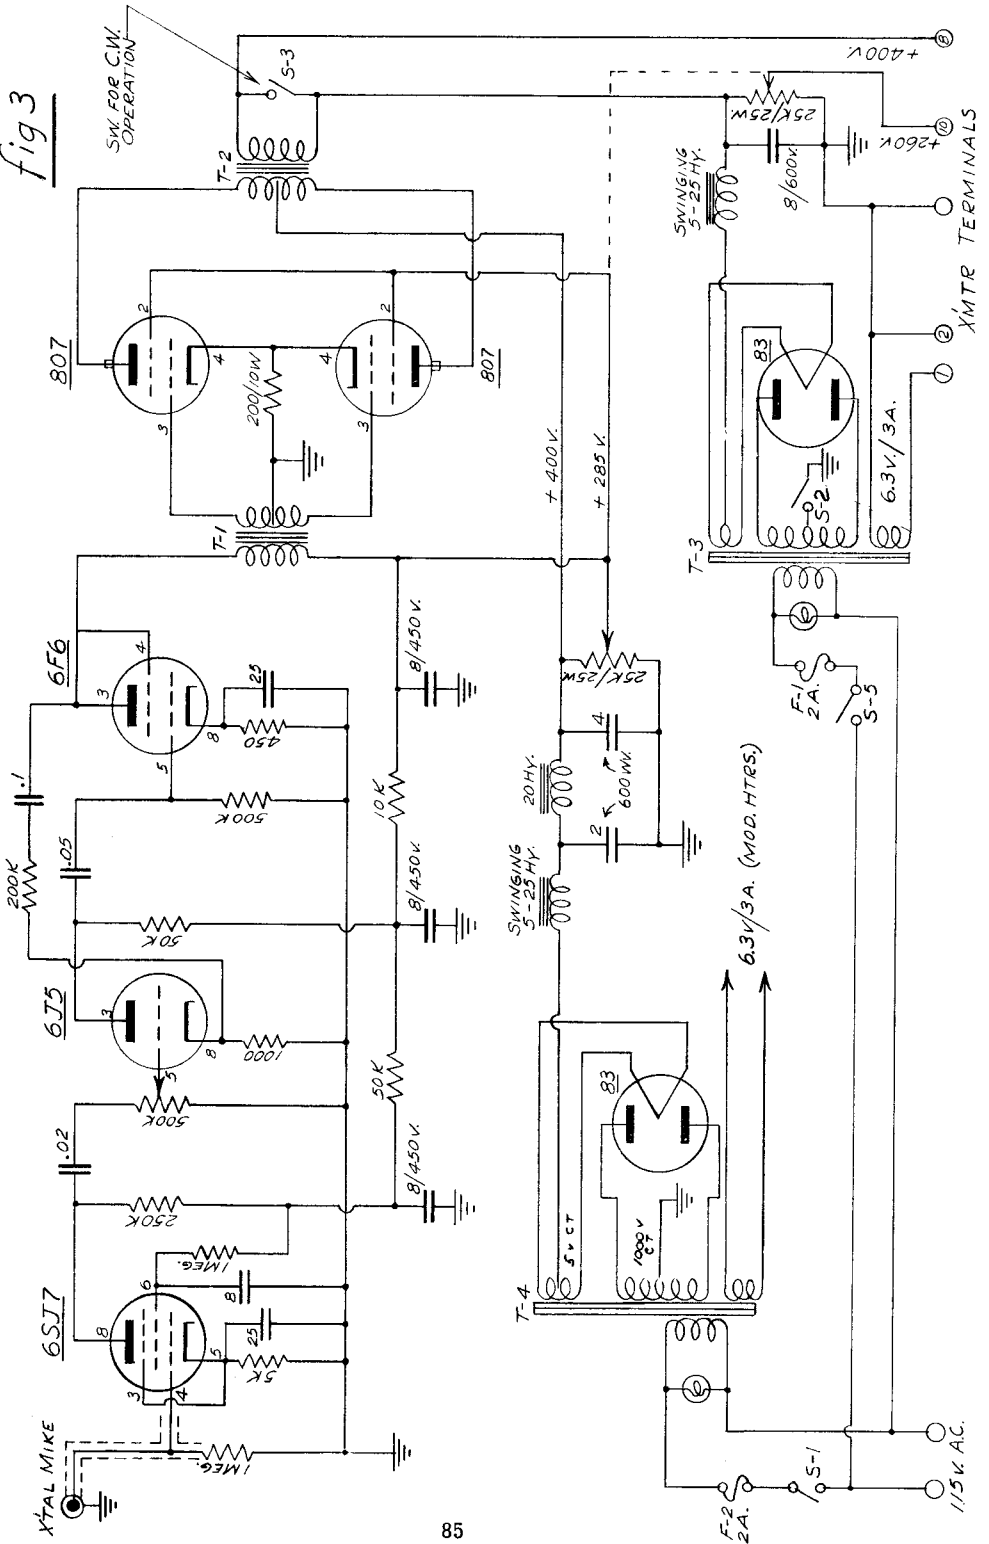 fig 3
X'TAL MIKE
1 MEG.
6SJ7
8
3
4
5
6
5K
25
8
1 MEG.
250K
.02
500K
8/450V.
50K
6J5
3
5
8
1000
50K
200K
.1
.05
500K
8/450V.
10K
6F6
3
4
5
8
450
25
8/450V.
T-1
807
2
3
4
200/10W
4
3
2
807
T-2
SW. FOR C.W.
OPERATION
S-3
+ 400V.
+ 285V.
T-4
5V CT
1000V
CT
83
6.3V/3A. (MOD. HTRS.)
SWINGING
5-25 HY.
20 HY.
2
4
600WV.
25K/25W
115V. A.C.
F-2
2A.
S-1
F-1
2A.
S-5
T-3
S-2
83
6.3V./3A.
SWINGING
5-25 HY.
8/600V.
25K/25W.
+400V.
+260V.
1
2
10
8
X'MTR TERMINALS
85